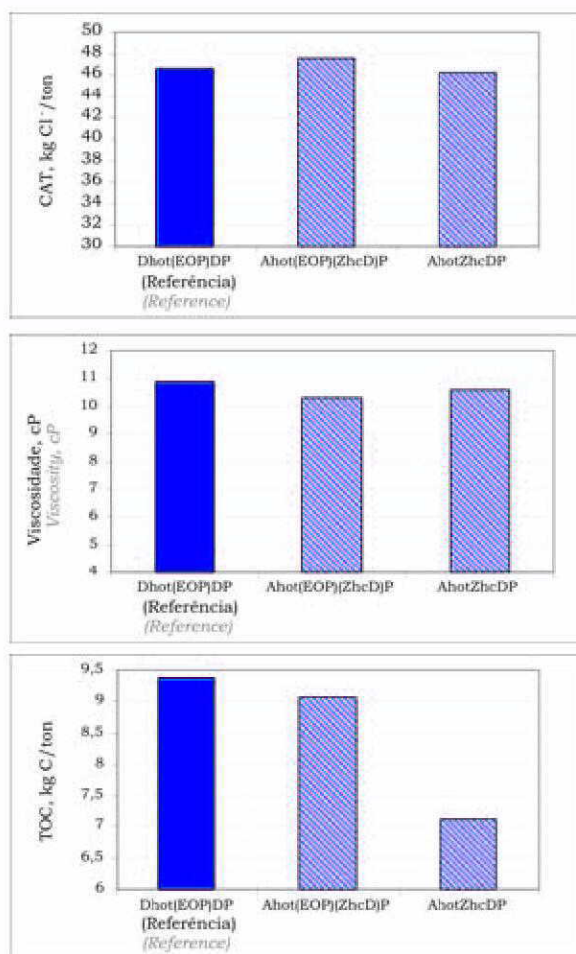 CAT, kg Cl⁻/ton
50
48
46
44
42
40
38
36
34
32
30
Dhot(EOP)DP
(Referência)
(Reference)
Ahot(EOP)(ZhcD)P
AhotZhcDP
Viscosidade, cP
Viscosity, cP
12
11
10
9
8
7
6
5
4
Dhot(EOP)DP
(Referência)
(Reference)
Ahot(EOP)(ZhcD)P
AhotZhcDP
TOC, kg C/ton
9,5
9
8,5
8
7,5
7
6,5
6
Dhot(EOP)DP
(Referência)
(Reference)
Ahot(EOP)(ZhcD)P
AhotZhcDP